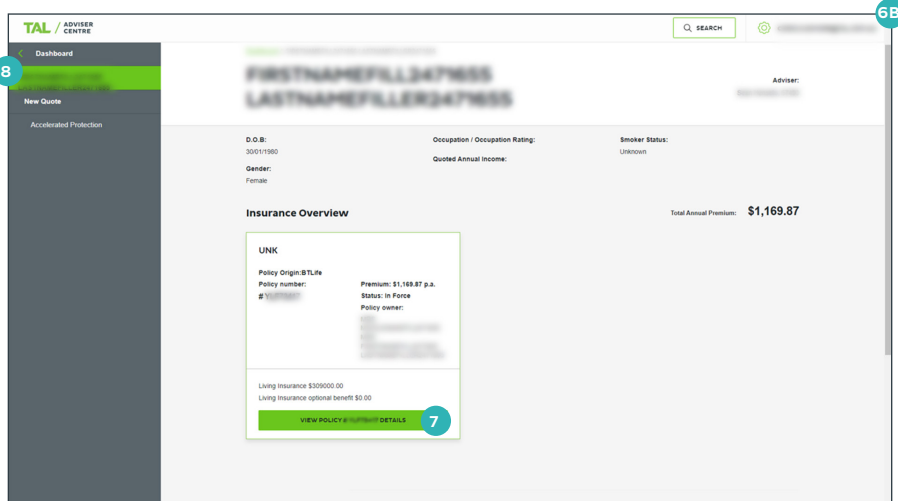 6B
TAL / ADVISER CENTRE
SEARCH
Dashboard
8
New Quote
Accelerated Protection
FIRSTNAMEFILL2471655
LASTNAMEFILLER2471655
Adviser:
D.O.B:
30/01/1980
Gender:
Female
Occupation / Occupation Rating:
Quoted Annual Income:
Smoker Status:
Unknown
Insurance Overview
Total Annual Premium: $1,169.87
UNK
Policy Origin:BTLife
Policy number:
#
Premium: $1,169.87 p.a.
Status: In Force
Policy owner:
Living Insurance $309000.00
Living Insurance optional benefit $0.00
VIEW POLICY # DETAILS
7